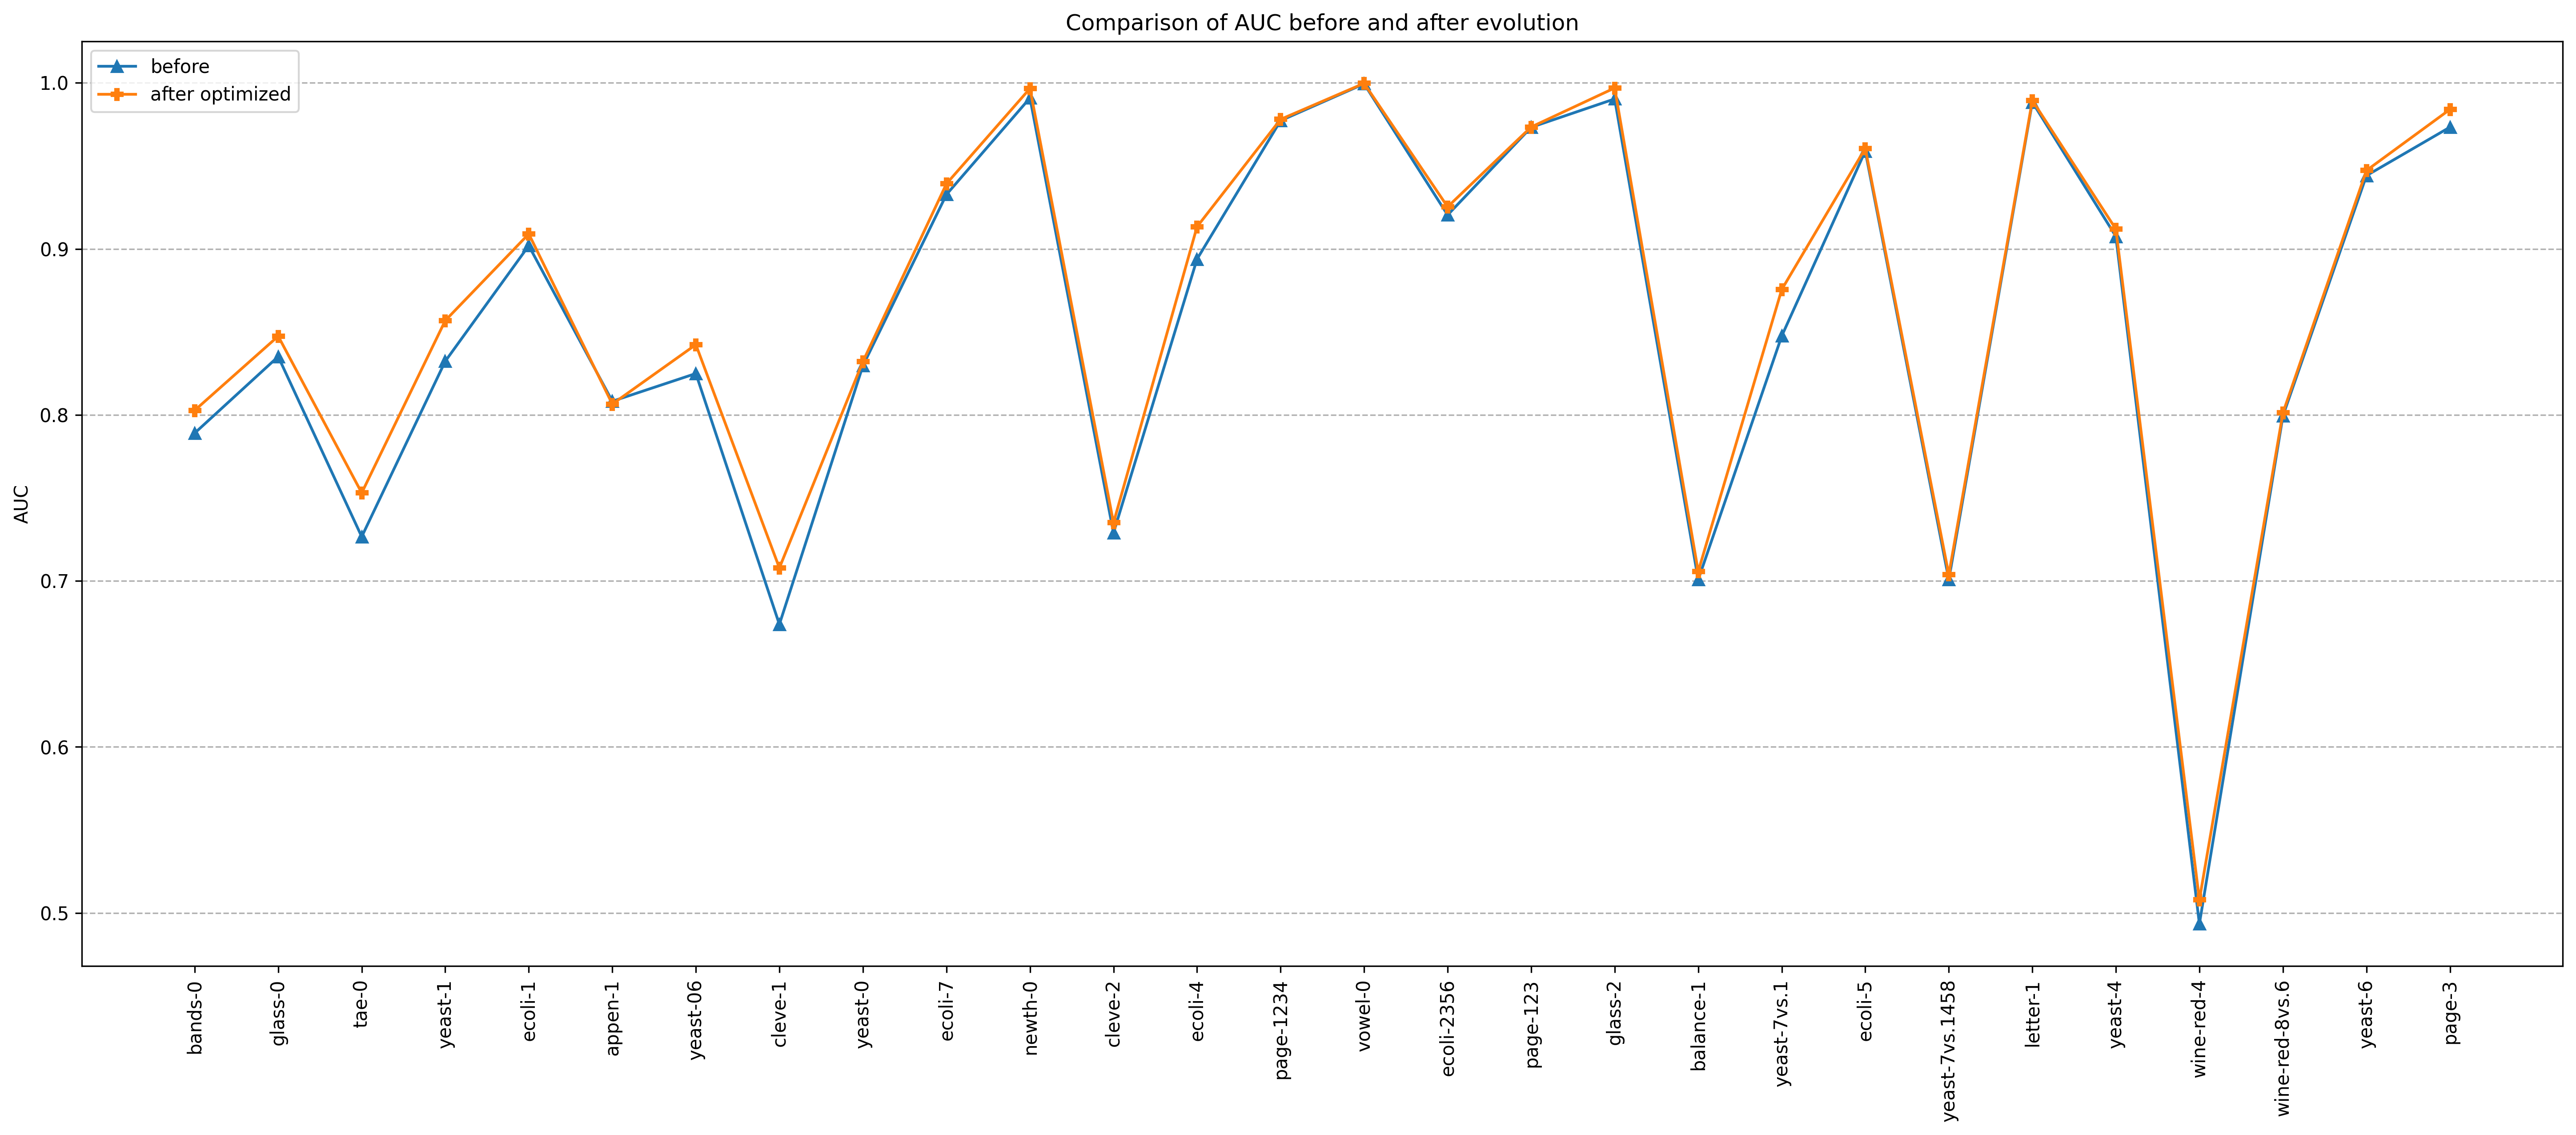 Comparison of AUC before and after evolution
before
after optimized
AUC
1.0
0.9
0.8
0.7
0.6
0.5
bands-0
glass-0
tae-0
yeast-1
ecoli-1
appen-1
yeast-06
cleve-1
yeast-0
ecoli-7
newth-0
cleve-2
ecoli-4
page-1234
vowel-0
ecoli-2356
page-123
glass-2
balance-1
yeast-7vs.1
ecoli-5
yeast-7vs.1458
letter-1
yeast-4
wine-red-4
wine-red-8vs.6
yeast-6
page-3